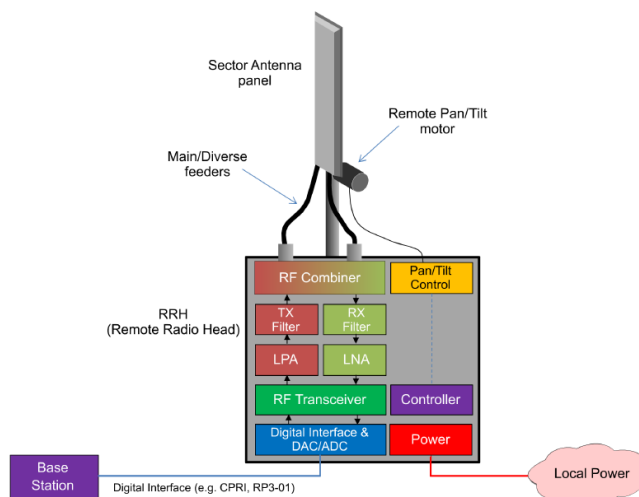 Sector Antenna
panel
Remote Pan/Tilt
motor
Main/Diverse
feeders
RF Combiner
Pan/Tilt
Control
RRH
(Remote Radio Head)
TX
Filter
RX
Filter
LPA
LNA
RF Transceiver
Controller
Digital Interface &
DAC/ADC
Power
Base
Station
Digital Interface (e.g. CPRI, RP3-01)
Local Power